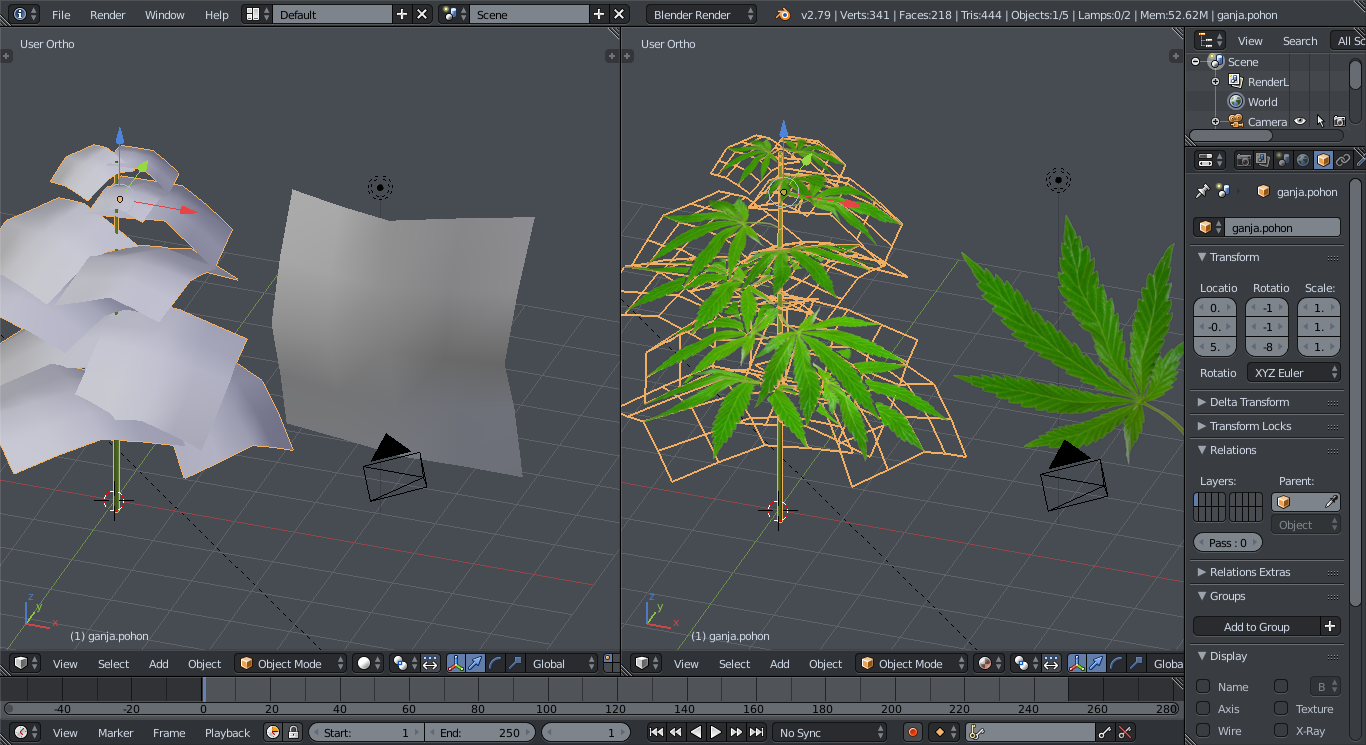 File Render Window Help Default Scene Blender Render v2.79 | Verts:341 | Faces:218 | Tris:444 | Objects:1/5 | Lamps:0/2 | Mem:52.62M | ganja.pohon
User Ortho
User Ortho
View Search All Sc
Scene
RenderL
World
Camera
ganja.pohon
ganja.pohon
Transform
Locatio Rotatio Scale:
0. -1 1.
-0. -1 1.
5. -8 1.
Rotatio XYZ Euler
Delta Transform
Transform Locks
Relations
Layers: Parent:
Object
Pass : 0
Relations Extras
Groups
Add to Group
Display
Name B
Axis Texture
Wire X-Ray
z
y
x
(1) ganja.pohon
z
y
x
(1) ganja.pohon
View Select Add Object Object Mode Global
View Select Add Object Object Mode Globa
-40 -20 0 20 40 60 80 100 120 140 160 180 200 220 240 260 280
View Marker Frame Playback Start: 1 End: 250 1 No Sync